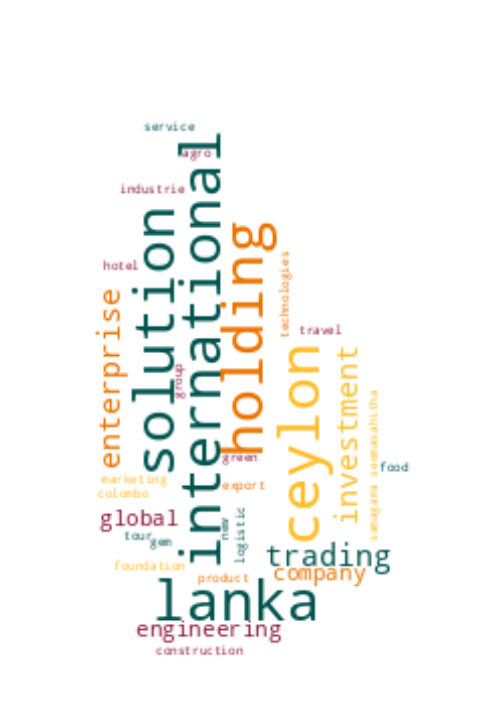 service
agro
industrie
international
solution
holding
hotel
technologies
enterprise
travel
ceylon
investment
group
samagara seemasahitha
green
food
marketing
export
colombo
global
new
logistic
tour
gem
trading
foundation
company
product
lanka
engineering
construction